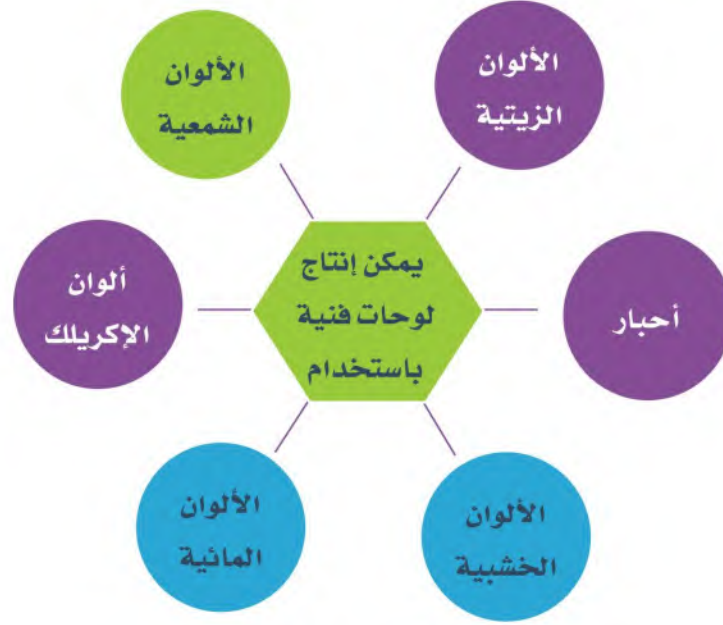 الألوان
الزيتية
الألوان
الشمعية
يمكن إنتاج
لوحات فنية
باستخدام
أحبار
ألوان
الإكريلك
الألوان
الخشبية
الألوان
المائية